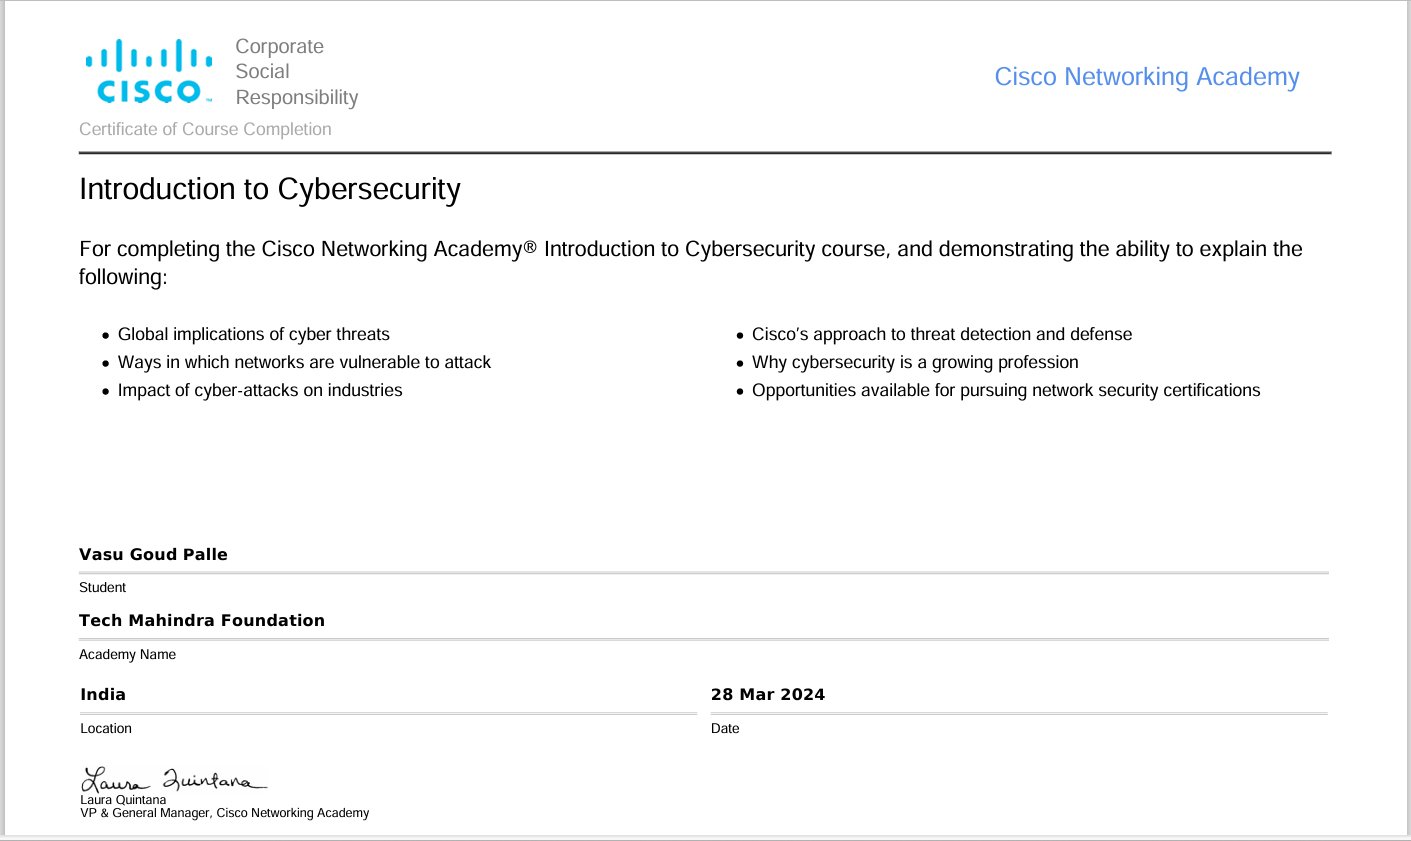 CISCO
Corporate
Social
Responsibility
Cisco Networking Academy
Certificate of Course Completion
Introduction to Cybersecurity
For completing the Cisco Networking Academy® Introduction to Cybersecurity course, and demonstrating the ability to explain the
following:
• Global implications of cyber threats
• Ways in which networks are vulnerable to attack
• Impact of cyber-attacks on industries
• Cisco’s approach to threat detection and defense
• Why cybersecurity is a growing profession
• Opportunities available for pursuing network security certifications
Vasu Goud Palle
Student
Tech Mahindra Foundation
Academy Name
India
Location
28 Mar 2024
Date
Laura Quintana
Laura Quintana
VP & General Manager, Cisco Networking Academy